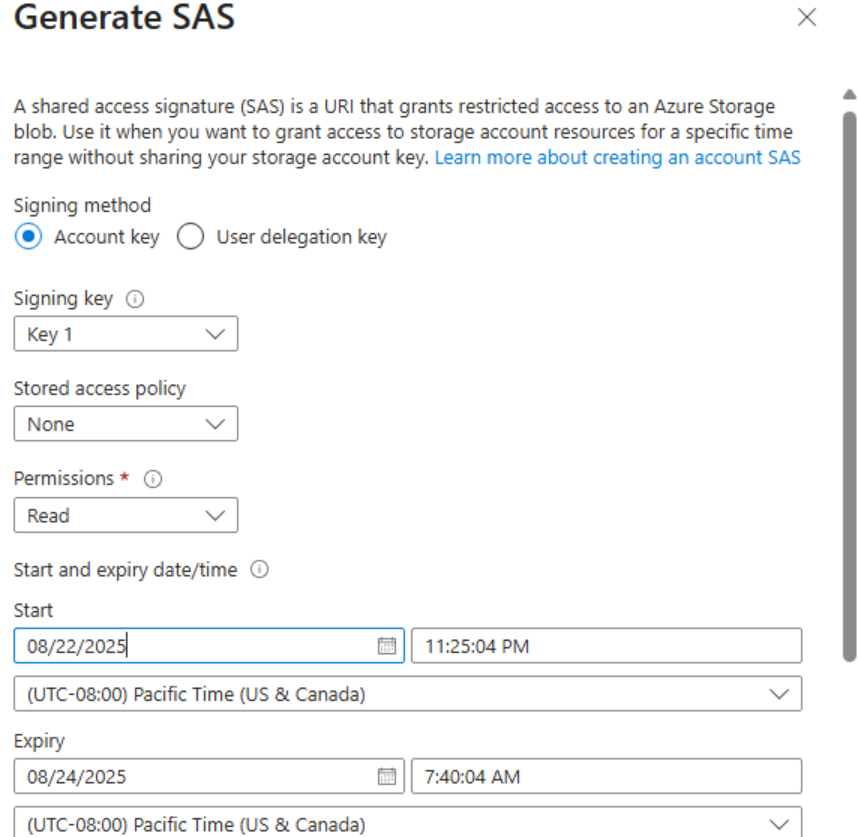 Generate SAS
A shared access signature (SAS) is a URI that grants restricted access to an Azure Storage
blob. Use it when you want to grant access to storage account resources for a specific time
range without sharing your storage account key. Learn more about creating an account SAS
Signing method
Account key User delegation key
Signing key
Key 1
Stored access policy
None
Permissions *
Read
Start and expiry date/time
Start
08/22/2025 11:25:04 PM
(UTC-08:00) Pacific Time (US & Canada)
Expiry
08/24/2025 7:40:04 AM
(UTC-08:00) Pacific Time (US & Canada)